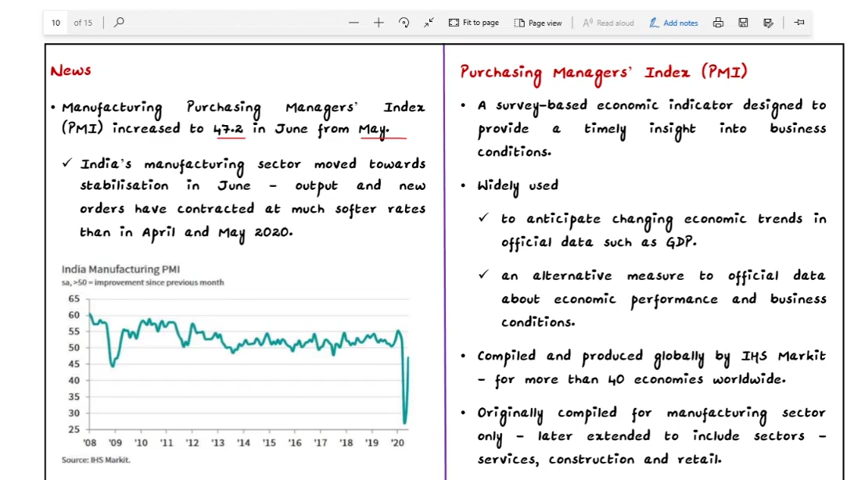 10 of 15 Fit to page Page view Read aloud Add notes
News
• Manufacturing Purchasing Managers' Index
(PMI) increased to 47.2 in June from May.
✓ India's manufacturing sector moved towards
stabilisation in June – output and new
orders have contracted at much softer rates
than in April and May 2020.
India Manufacturing PMI
sa, >50 = improvement since previous month
65
60
55
50
45
40
35
30
25
'08 '09 '10 '11 '12 '13 '14 '15 '16 '17 '18 '19 '20
Source: IHS Markit.
Purchasing Managers' Index (PMI)
• A survey-based economic indicator designed to
provide a timely insight into business
conditions.
• Widely used
✓ to anticipate changing economic trends in
official data such as GDP.
✓ an alternative measure to official data
about economic performance and business
conditions.
• Compiled and produced globally by IHS Markit
– for more than 40 economies worldwide.
• Originally compiled for manufacturing sector
only – later extended to include sectors –
services, construction and retail.